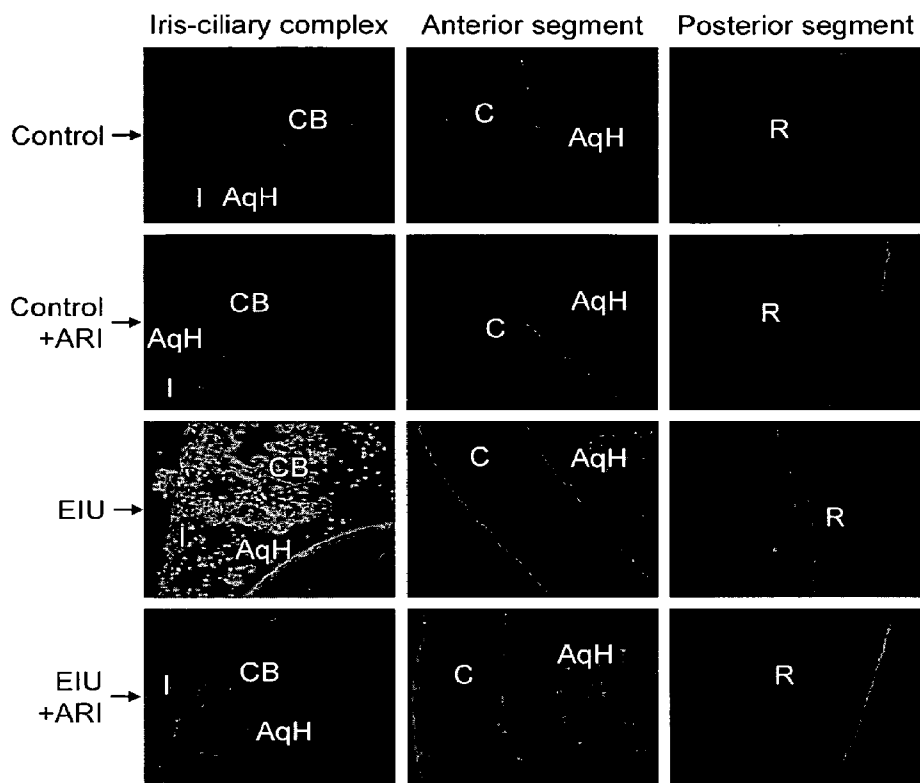 Iris-ciliary complex Anterior segment Posterior segment
Control
CB
I AqH
C
AqH
R
Control
+ARI
CB
AqH
I
AqH
C
R
EIU
CB
I
AqH
C
AqH
R
EIU
+ARI
I
CB
AqH
C
AqH
R